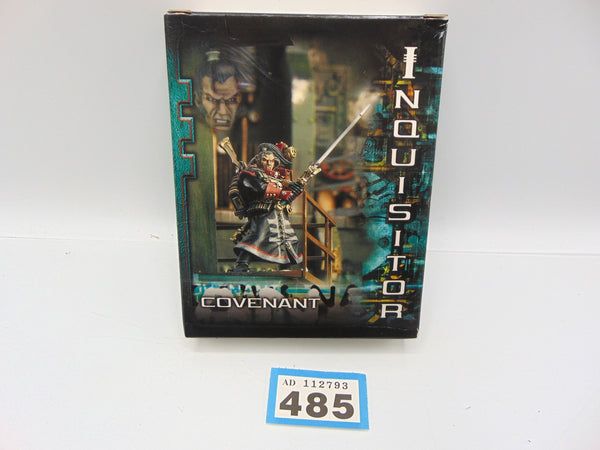 INQUISITOR
COVENANT
AD 112793
485